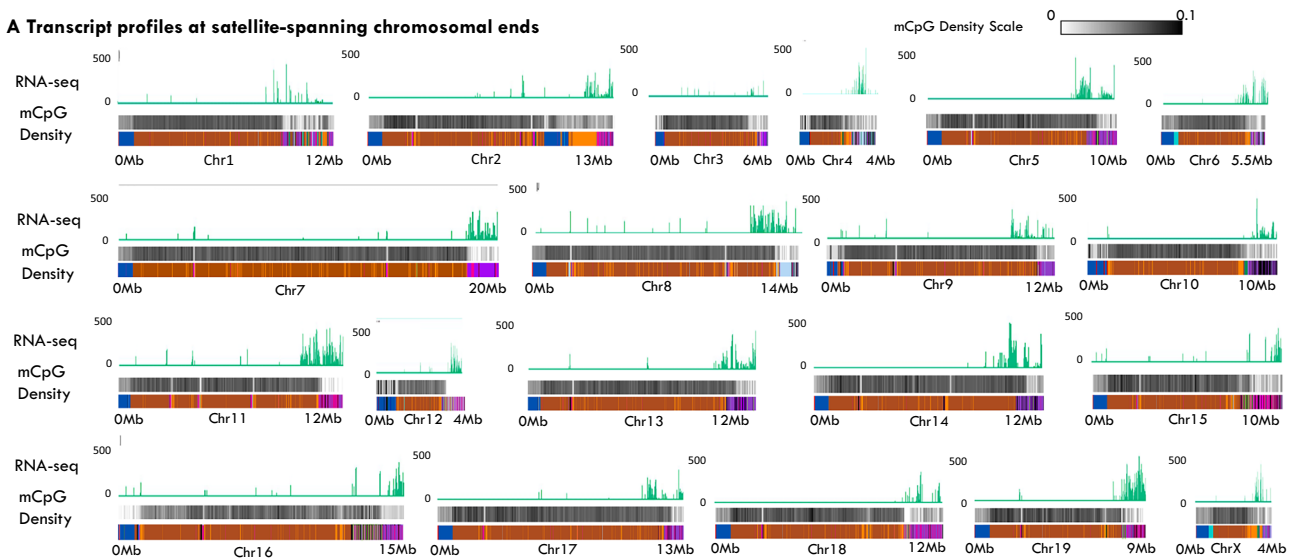 A Transcript profiles at satellite-spanning chromosomal ends
mCpG Density Scale 0 0.1
RNA-seq
mCpG
Density
500 0 0Mb Chr1 12Mb
500 0 0Mb Chr2 13Mb
500 0 0Mb Chr3 6Mb
500 0 0Mb Chr4 4Mb
500 0 0Mb Chr5 10Mb
500 0 0Mb Chr6 5.5Mb
RNA-seq
mCpG
Density
500 0 Chr7 20Mb
500 0 0Mb Chr8 14Mb
500 0 0Mb Chr9 12Mb
500 0 0Mb Chr10 10Mb
RNA-seq
mCpG
Density
500 0 0Mb Chr11 12Mb
500 0 0Mb Chr12 4Mb
500 0 0Mb Chr13 12Mb
500 0 0Mb Chr14 12Mb
500 0 0Mb Chr15 10Mb
RNA-seq
mCpG
Density
500 0 0Mb Chr16 15Mb
500 0 0Mb Chr17 13Mb
500 0 0Mb Chr18 12Mb
500 0 0Mb Chr19 9Mb
500 0 0Mb ChrX 4Mb